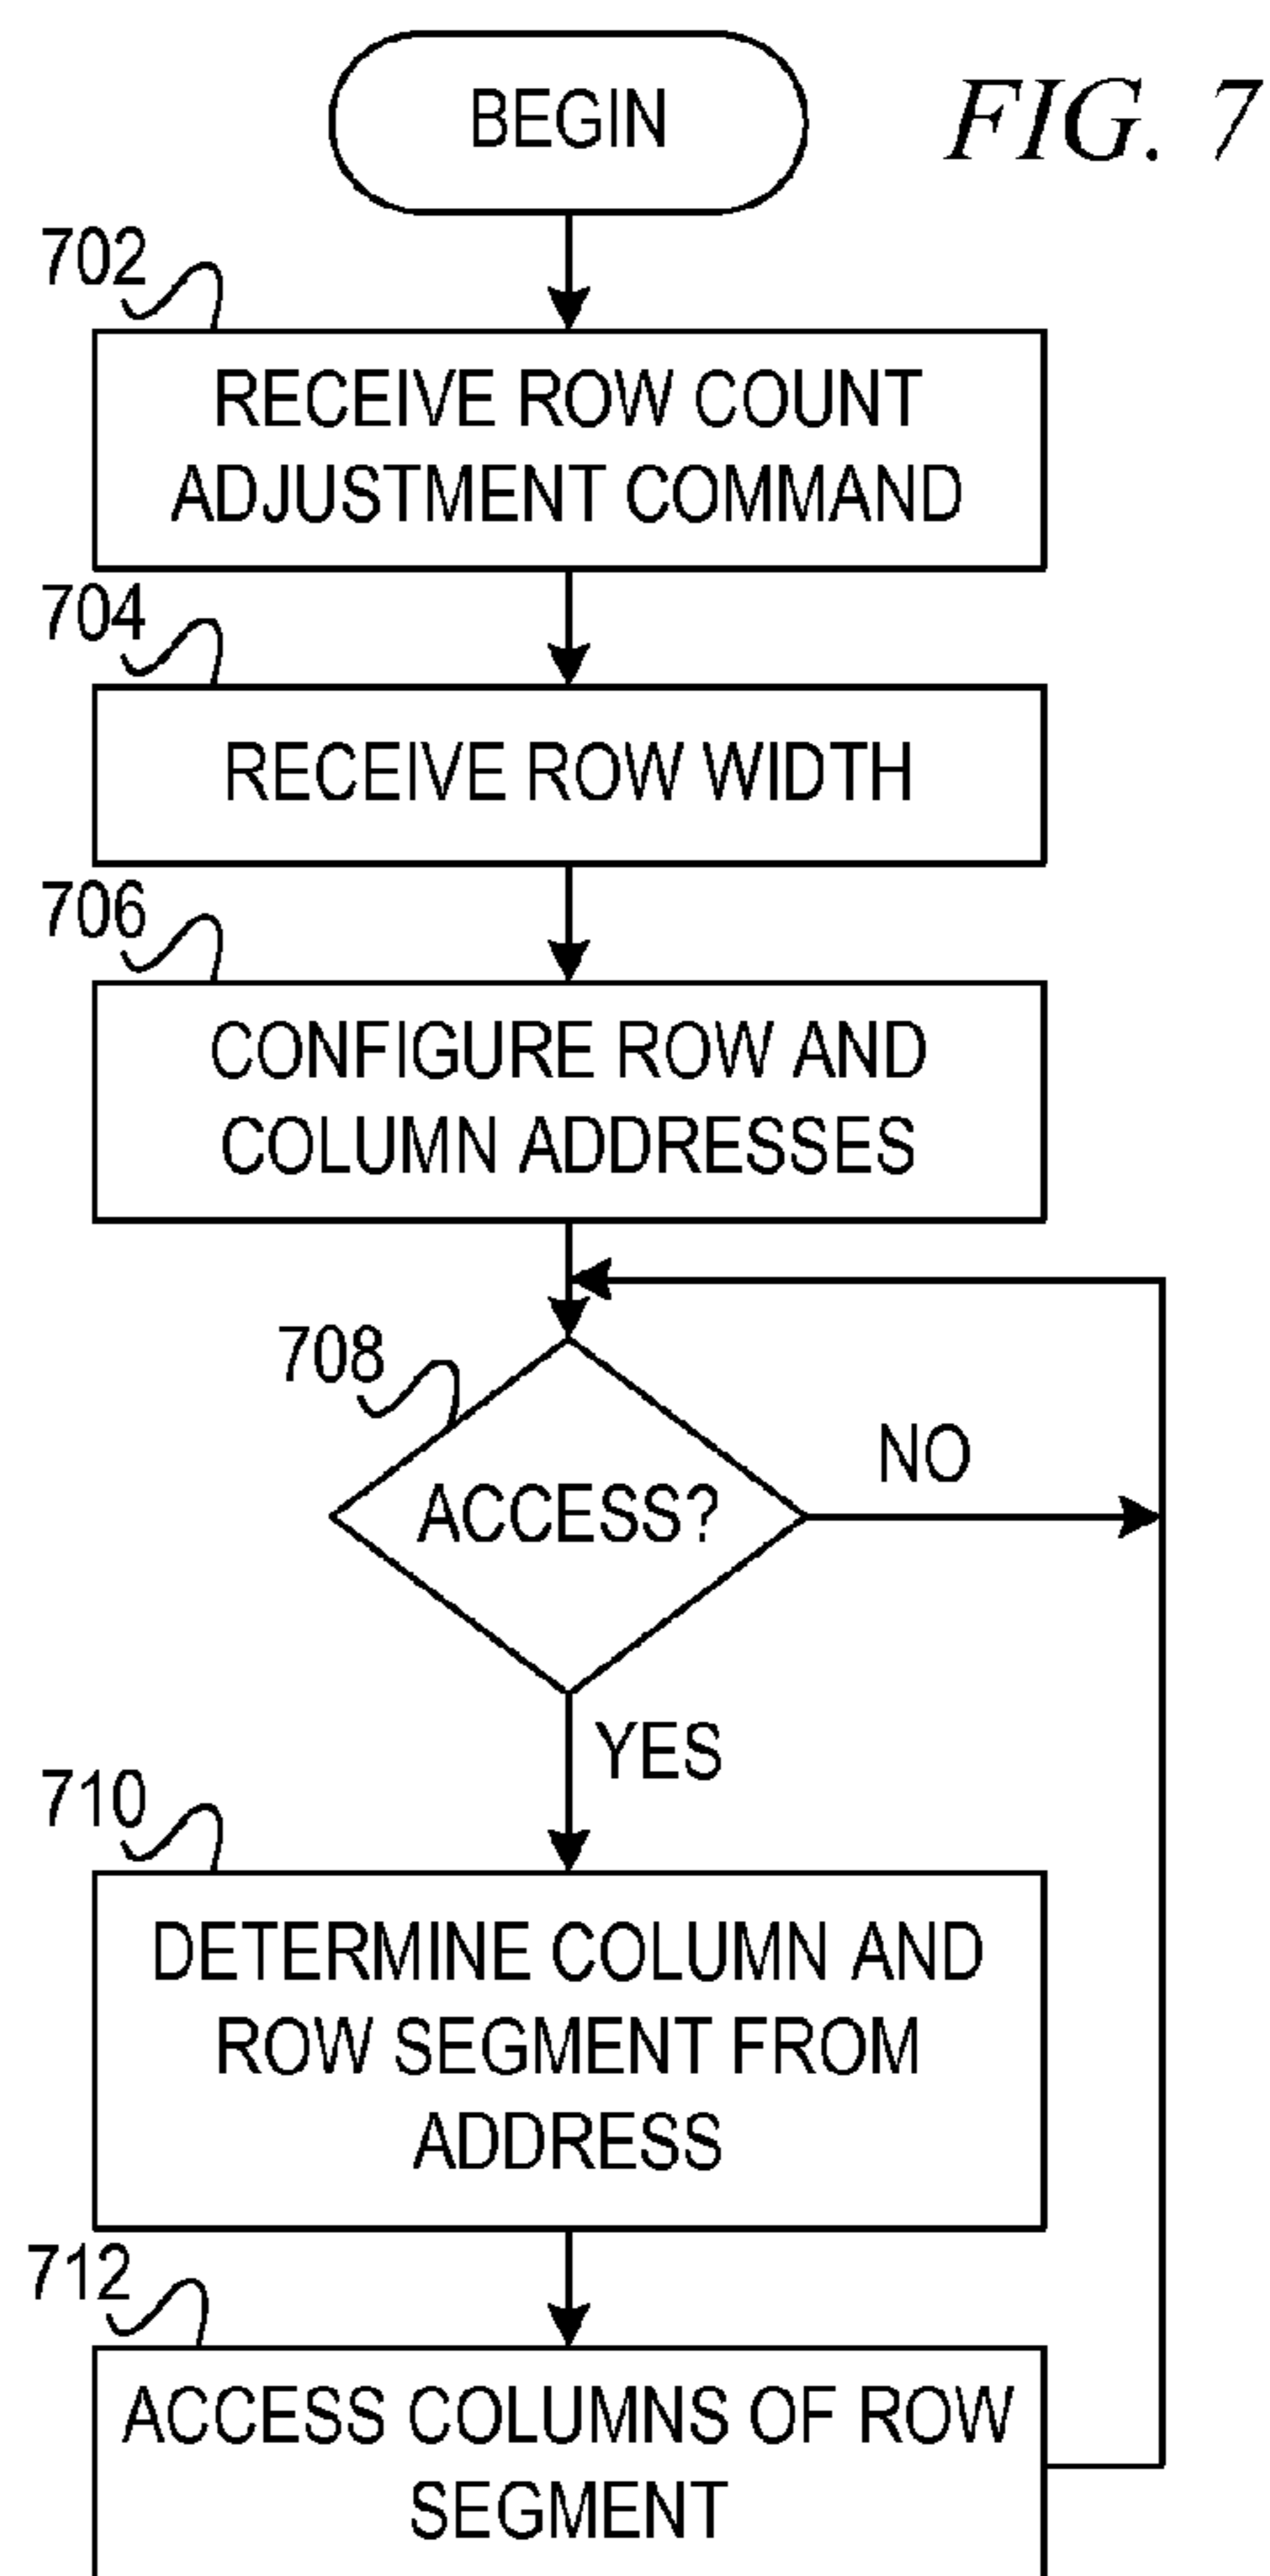 BEGIN
FIG. 7
702
RECEIVE ROW COUNT
ADJUSTMENT COMMAND
704
RECEIVE ROW WIDTH
706
CONFIGURE ROW AND
COLUMN ADDRESSES
708
ACCESS?
NO
YES
710
DETERMINE COLUMN AND
ROW SEGMENT FROM
ADDRESS
712
ACCESS COLUMNS OF ROW
SEGMENT